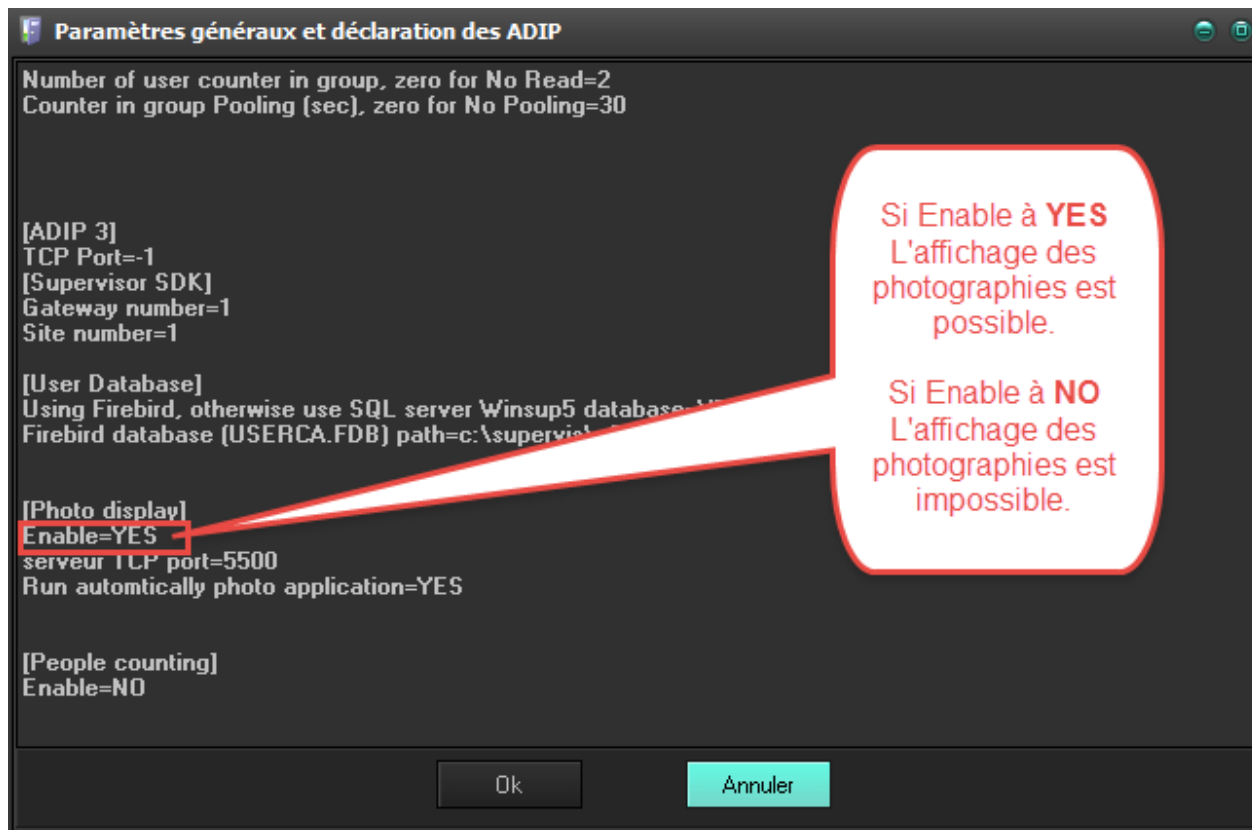 Paramètres généraux et déclaration des ADIP
Number of user counter in group, zero for No Read=2
Counter in group Pooling (sec), zero for No Pooling=30
[ADIP 3]
TCP Port=-1
[Supervisor SDK]
Gateway number=1
Site number=1
[User Database]
Using Firebird, otherwise use SQL server Winsup5 database
Firebird database (USERCA.FDB) path=c:\supervis\
[Photo display]
Enable=YES
serveur TCP port=5500
Run automtically photo application=YES
[People counting]
Enable=NO
Si Enable à YES
L'affichage des
photographies est
possible.
Si Enable à NO
L'affichage des
photographies est
impossible.
Ok
Annuler